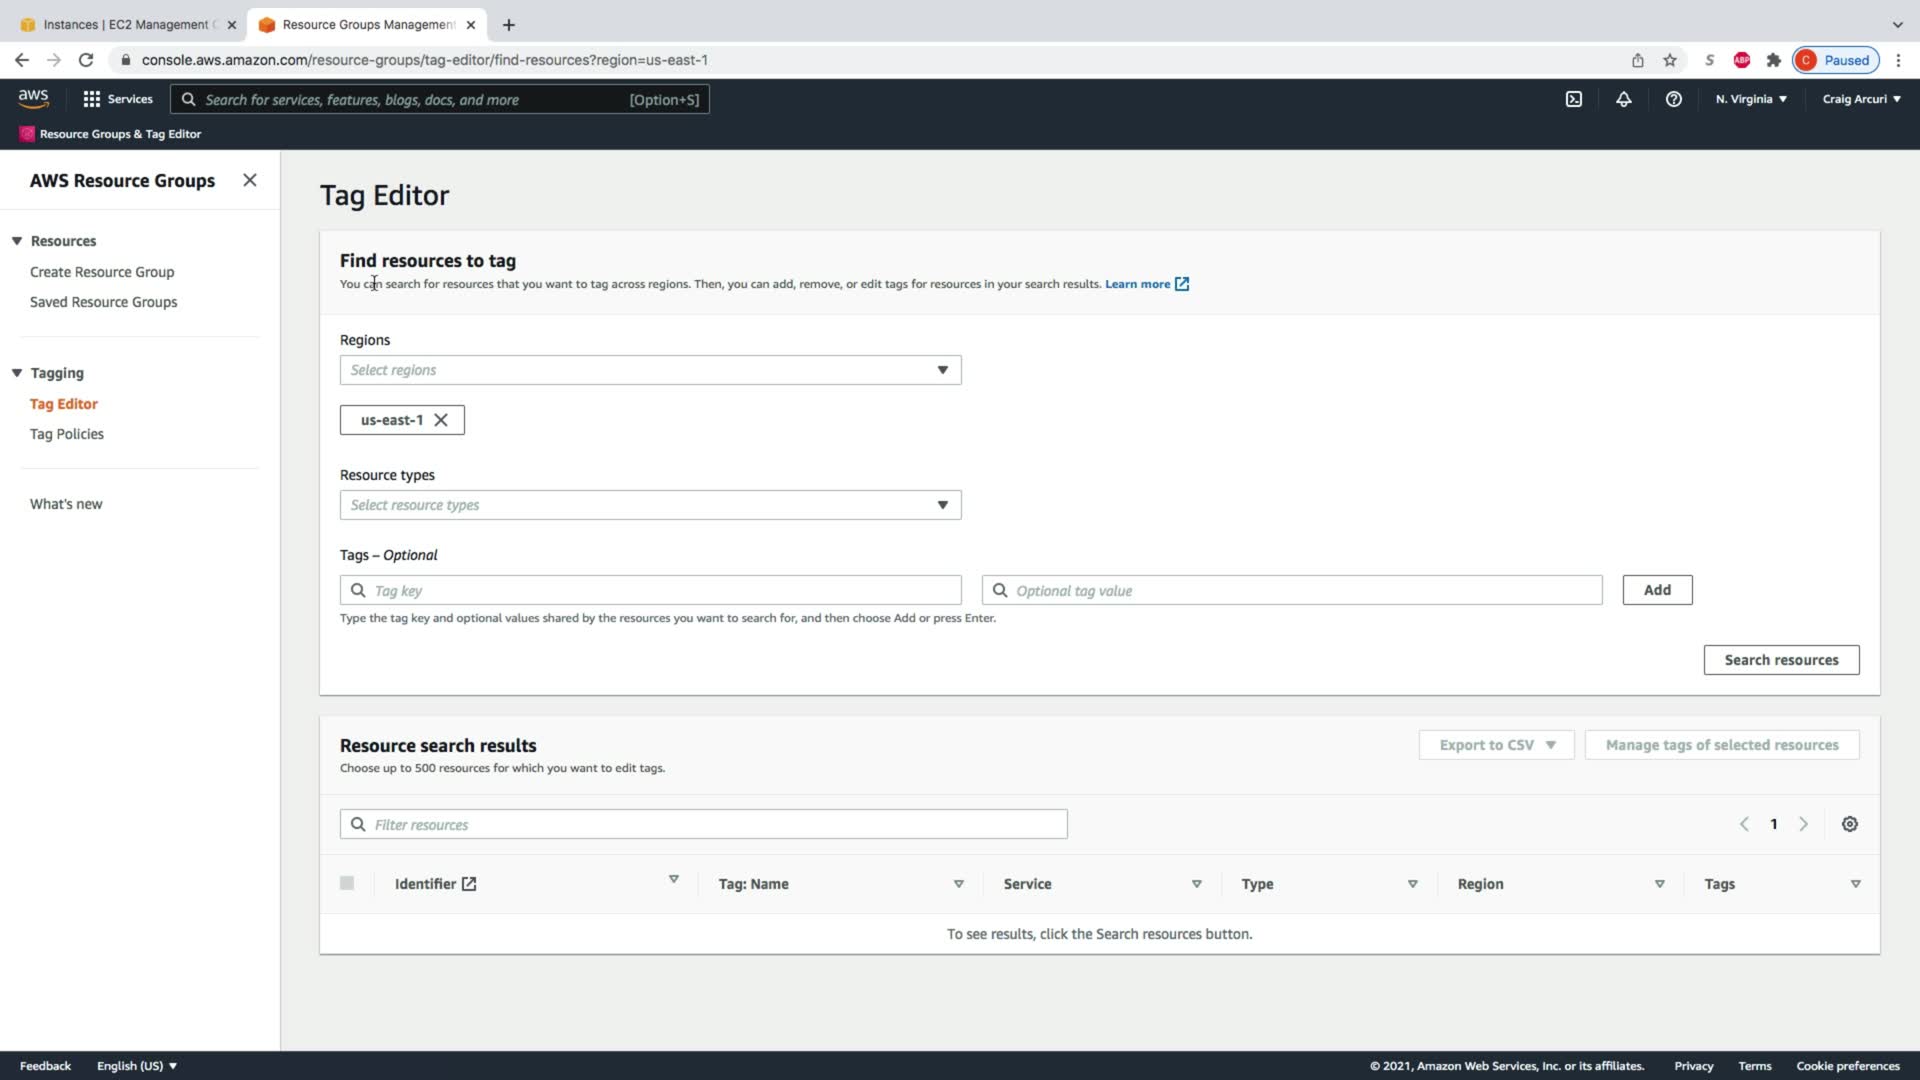 Instances | EC2 Management C
Resource Groups Management
console.aws.amazon.com/resource-groups/tag-editor/find-resources?region=us-east-1
S
ABP
C
Paused
aws
Services
Search for services, features, blogs, docs, and more
[Option+S]
N. Virginia
Craig Arcuri
Resource Groups & Tag Editor
AWS Resource Groups
Resources
Create Resource Group
Saved Resource Groups
Tagging
Tag Editor
Tag Policies
What's new
Tag Editor
Find resources to tag
You can search for resources that you want to tag across regions. Then, you can add, remove, or edit tags for resources in your search results. Learn more
Regions
Select regions
us-east-1
Resource types
Select resource types
Tags – Optional
Tag key
Optional tag value
Add
Type the tag key and optional values shared by the resources you want to search for, and then choose Add or press Enter.
Search resources
Resource search results
Choose up to 500 resources for which you want to edit tags.
Export to CSV
Manage tags of selected resources
Filter resources
1
Identifier
Tag: Name
Service
Type
Region
Tags
To see results, click the Search resources button.
Feedback
English (US)
© 2021, Amazon Web Services, Inc. or its affiliates.
Privacy
Terms
Cookie preferences